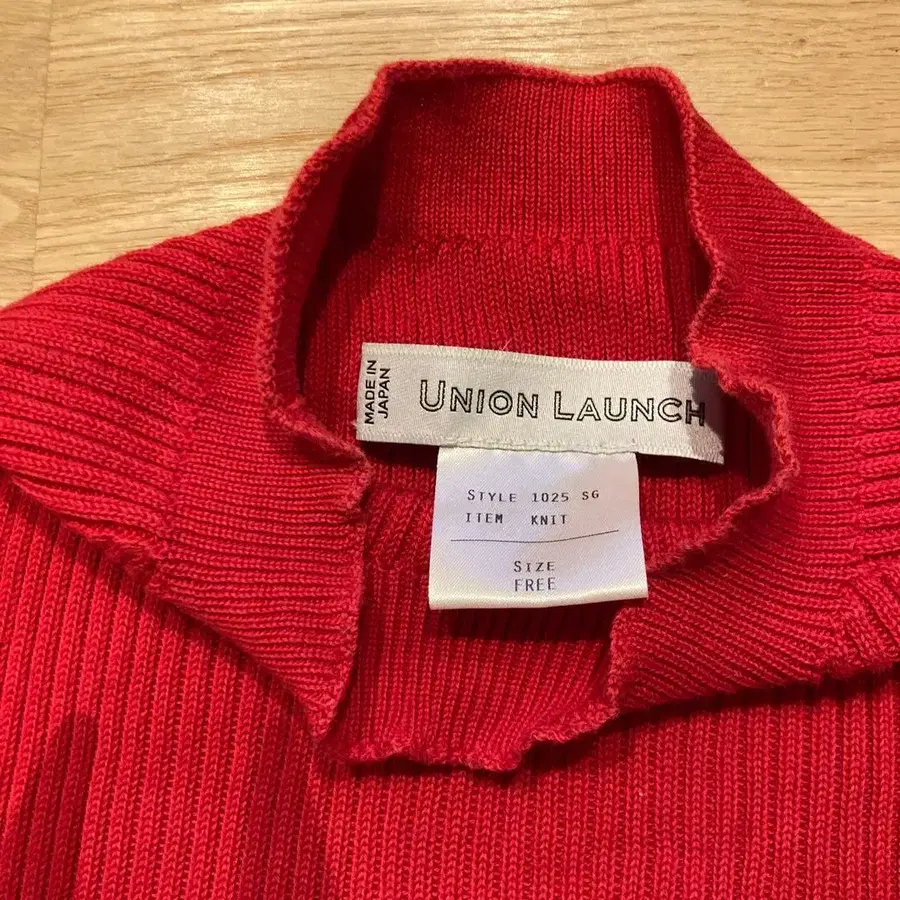 MADE IN
JAPAN
UNION LAUNCH
STYLE 1025 SG
ITEM KNIT
SIZE
FREE